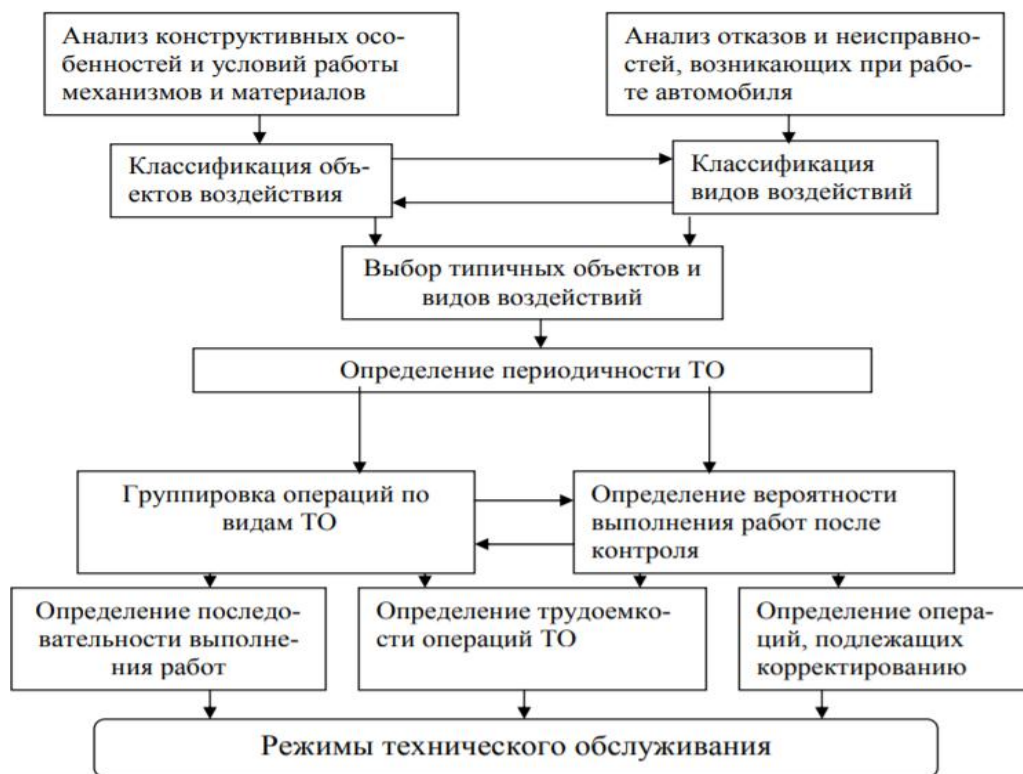 Анализ конструктивных осо-
бенностей и условий работы
механизмов и материалов
Анализ отказов и неисправно-
стей, возникающих при рабо-
те автомобиля
Классификация объ-
ектов воздействия
Классификация
видов воздействий
Выбор типичных объектов и
видов воздействий
Определение периодичности ТО
Группировка операций по
видам ТО
Определение вероятности
выполнения работ после
контроля
Определение последо-
вательности выполне-
ния работ
Определение трудоемко-
сти операций ТО
Определение опера-
ций, подлежащих
корректированию
Режимы технического обслуживания